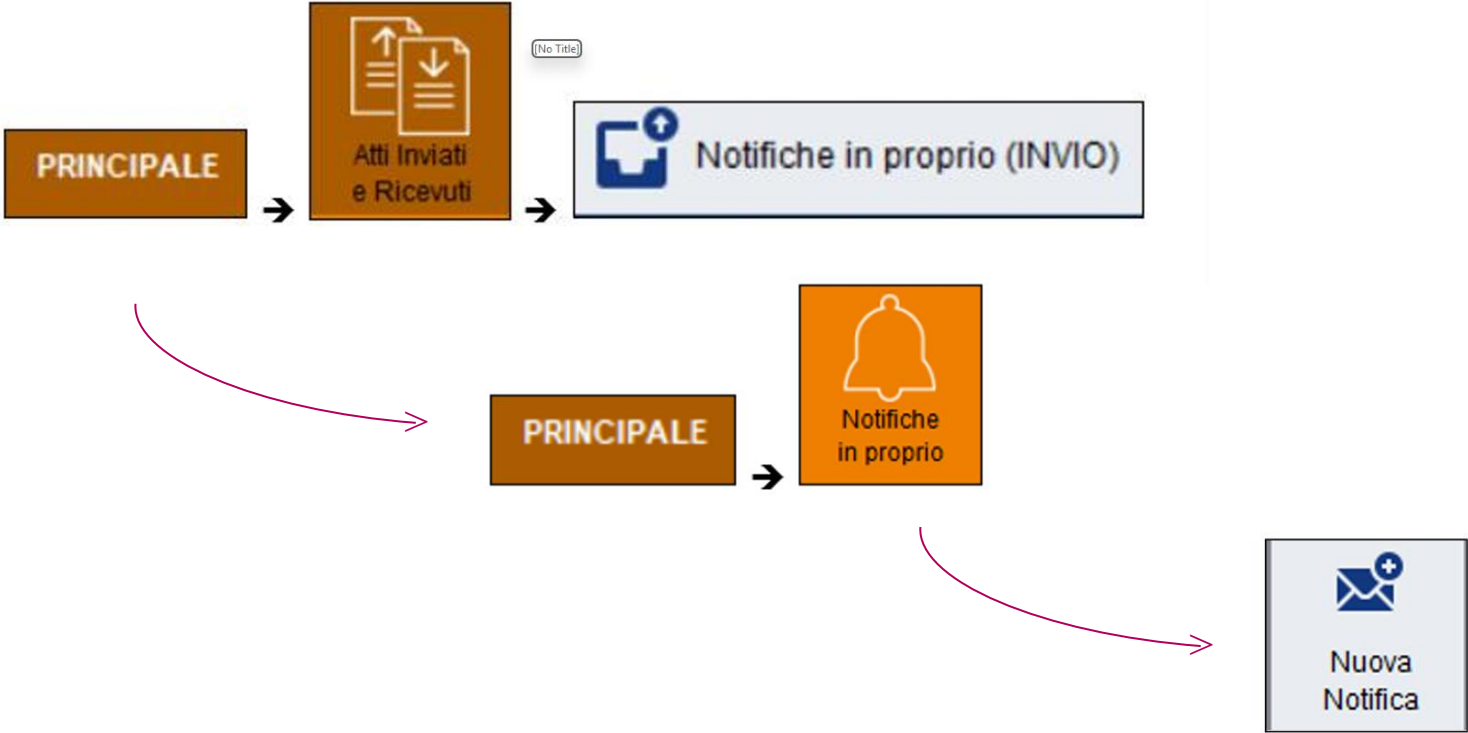 [No Title]
PRINCIPALE
Atti Inviati
e Ricevuti
Notifiche in proprio (INVIO)
PRINCIPALE
Notifiche
in proprio
Nuova
Notifica